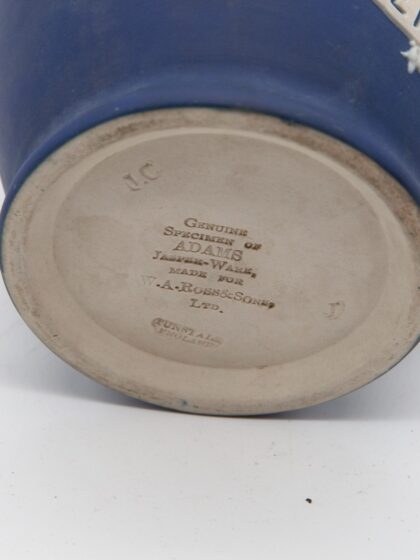 J.C
GENUINE
SPECIMEN OF
ADAMS
JASPER-WARE,
MADE FOR
W.A.ROSS&SONS,
LTD.
D
TUNSTALL
ENGLAND